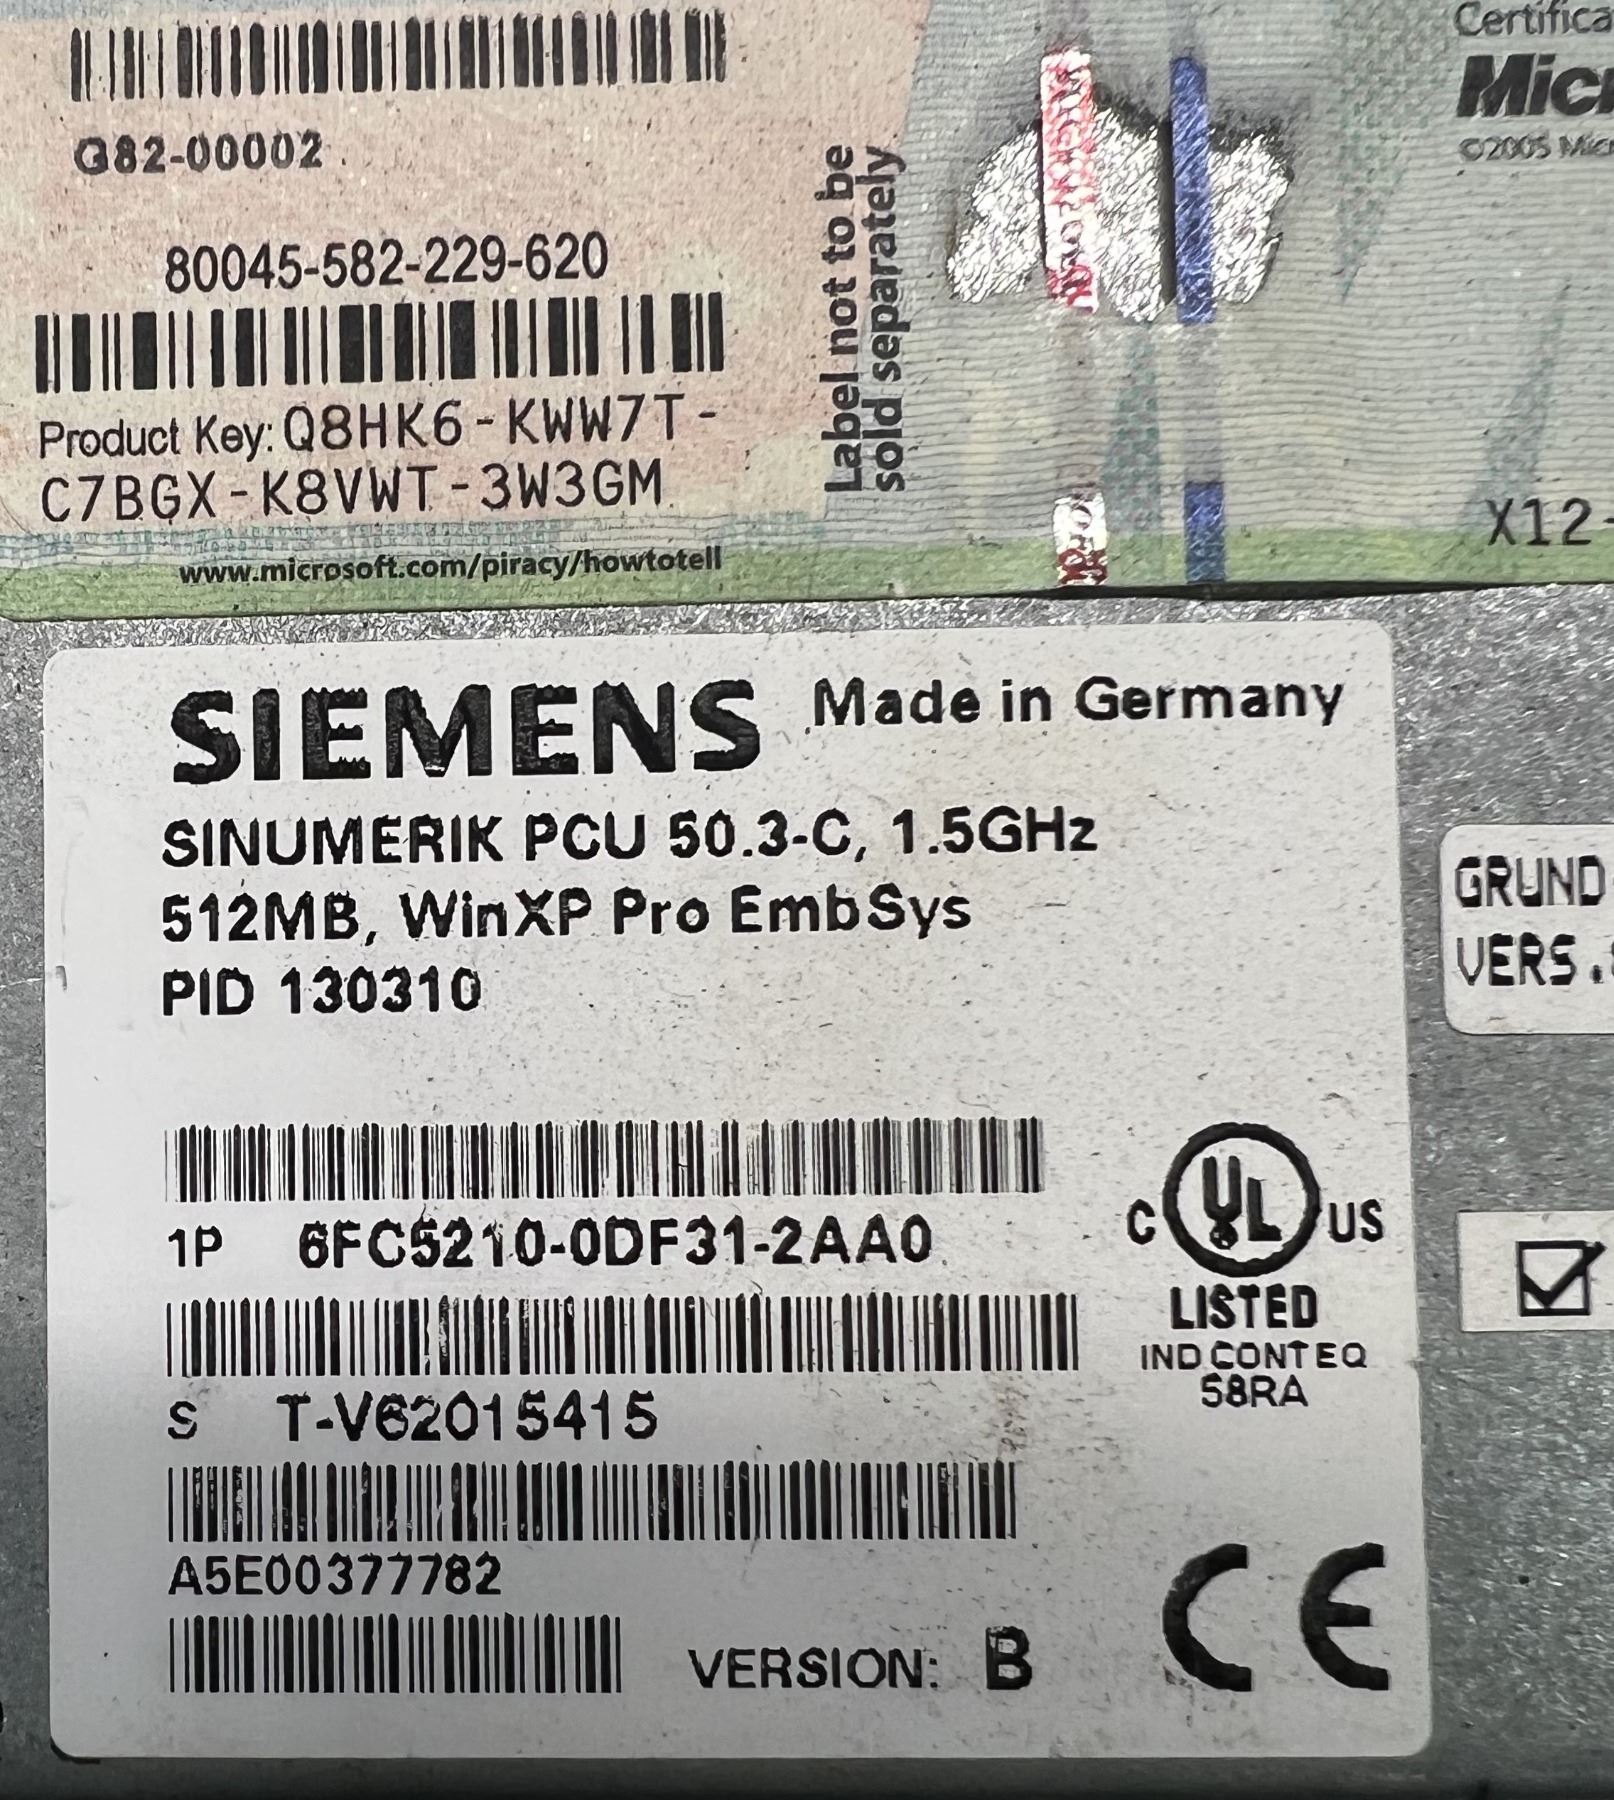 Certifica
Micr
©2005 Micr
G82-00002
80045-582-229-620
Product Key: Q8HK6-KWW7T-
C7BGX-K8VWT-3W3GM
www.microsoft.com/piracy/howtotell
Label not to be
sold separately
X12-
SIEMENS Made in Germany
SINUMERIK PCU 50.3-C, 1.5GHz
512MB, WinXP Pro EmbSys
PID 130310
1P 6FC5210-0DF31-2AA0
S T-V62015415
A5E00377782
VERSION: B
C UL US
LISTED
IND CONT EQ
58RA
CE
GRUND
VERS.